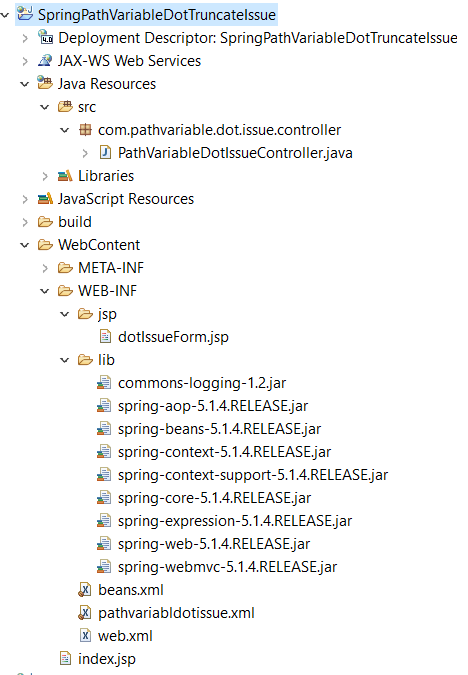 SpringPathVariableDotTruncateIssue
Deployment Descriptor: SpringPathVariableDotTruncateIssue
JAX-WS Web Services
Java Resources
src
com.pathvariable.dot.issue.controller
PathVariableDotIssueController.java
Libraries
JavaScript Resources
build
WebContent
META-INF
WEB-INF
jsp
dotIssueForm.jsp
lib
commons-logging-1.2.jar
spring-aop-5.1.4.RELEASE.jar
spring-beans-5.1.4.RELEASE.jar
spring-context-5.1.4.RELEASE.jar
spring-context-support-5.1.4.RELEASE.jar
spring-core-5.1.4.RELEASE.jar
spring-expression-5.1.4.RELEASE.jar
spring-web-5.1.4.RELEASE.jar
spring-webmvc-5.1.4.RELEASE.jar
beans.xml
pathvariabldotissue.xml
web.xml
index.jsp